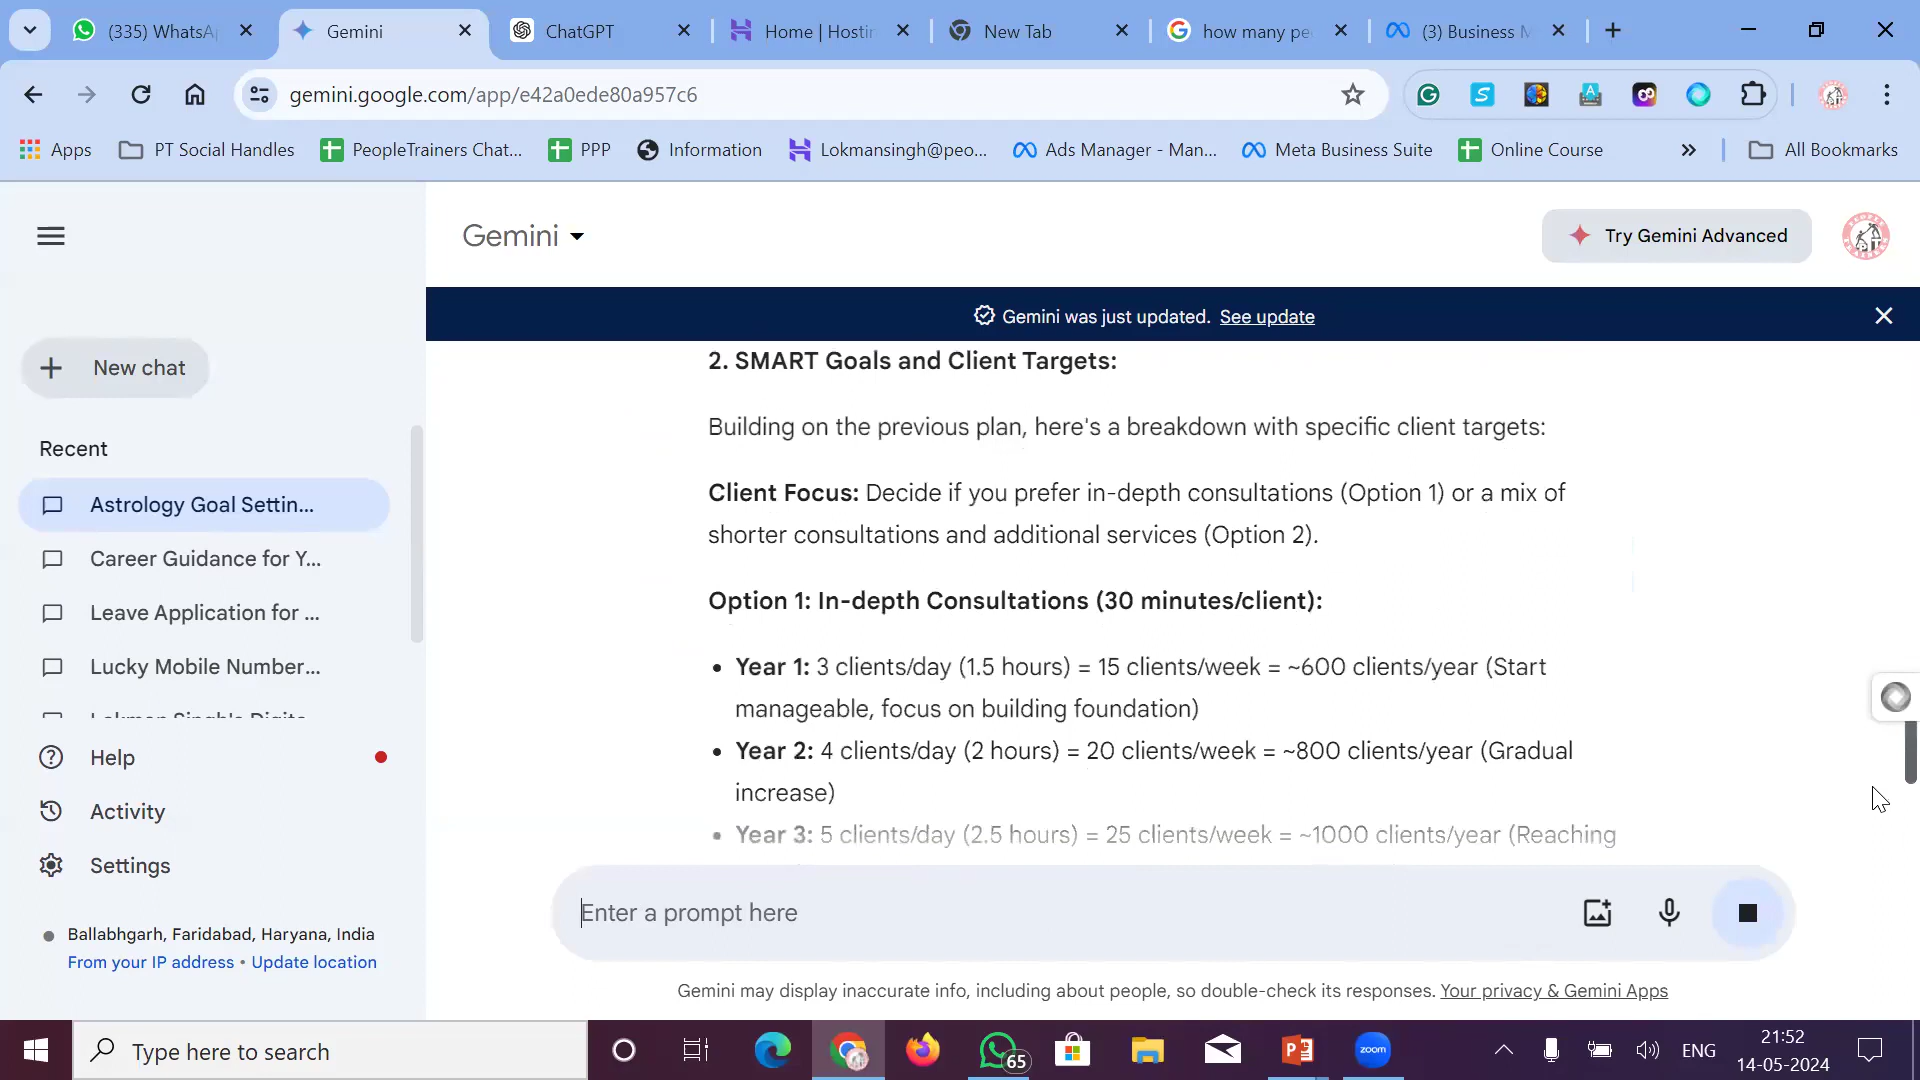 (335) WhatsA
Gemini
ChatGPT
Home | Hostin
New Tab
how many pe
(3) Business M
gemini.google.com/app/e42a0ede80a957c6
Apps
PT Social Handles
PeopleTrainers Chat...
PPP
Information
Lokmansingh@peo...
Ads Manager - Man...
Meta Business Suite
Online Course
All Bookmarks
Gemini
Try Gemini Advanced
Gemini was just updated. See update
New chat
Recent
Astrology Goal Settin...
Career Guidance for Y...
Leave Application for ...
Lucky Mobile Number...
Help
Activity
Settings
Ballabhgarh, Faridabad, Haryana, India
From your IP address • Update location
2. SMART Goals and Client Targets:
Building on the previous plan, here's a breakdown with specific client targets:
Client Focus: Decide if you prefer in-depth consultations (Option 1) or a mix of
shorter consultations and additional services (Option 2).
Option 1: In-depth Consultations (30 minutes/client):
• Year 1: 3 clients/day (1.5 hours) = 15 clients/week = ~600 clients/year (Start
manageable, focus on building foundation)
• Year 2: 4 clients/day (2 hours) = 20 clients/week = ~800 clients/year (Gradual
increase)
• Year 3: 5 clients/day (2.5 hours) = 25 clients/week = ~1000 clients/year (Reaching
Enter a prompt here
Gemini may display inaccurate info, including about people, so double-check its responses. Your privacy & Gemini Apps
Type here to search
65
zoom
ENG
21:52
14-05-2024